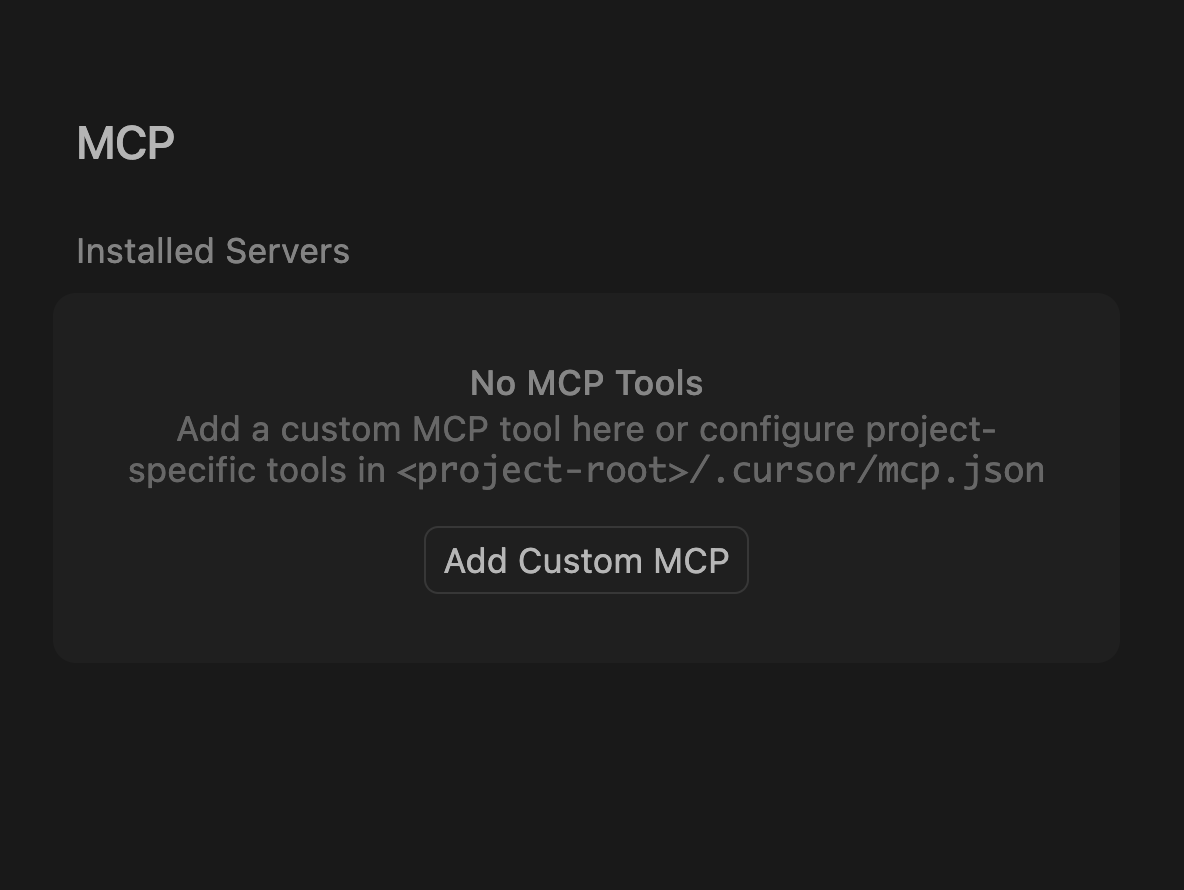 MCP
Installed Servers
No MCP Tools
Add a custom MCP tool here or configure project-
specific tools in <project-root>/.cursor/mcp.json
Add Custom MCP